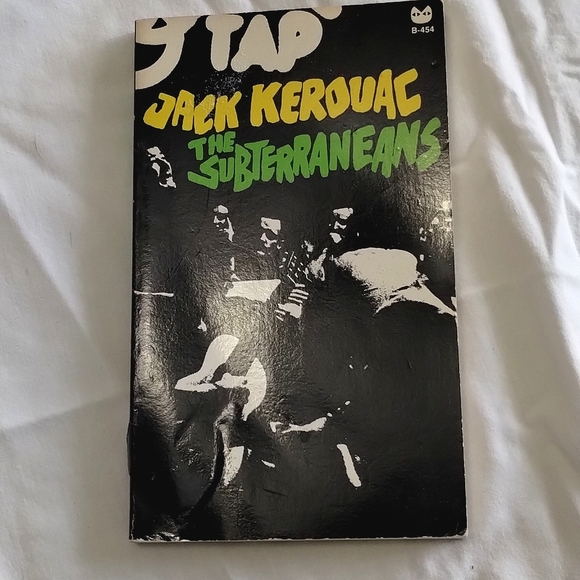 B-454
y TAP
JACK KEROUAC
THE
SUBTERRANEANS